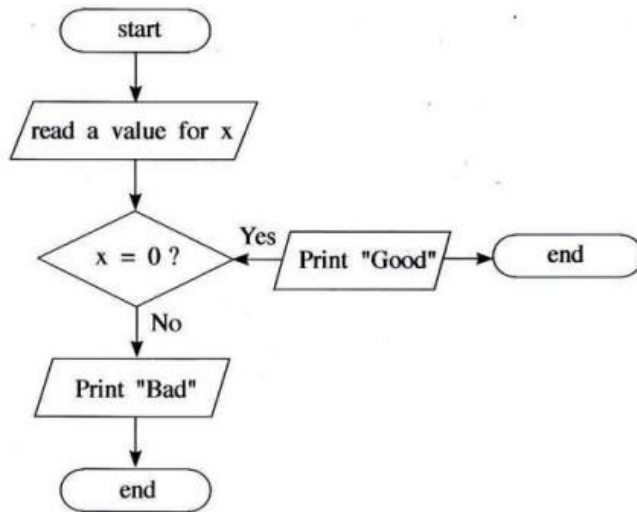 start
read a value for x
x = 0 ?
Yes
Print "Good"
end
No
Print "Bad"
end